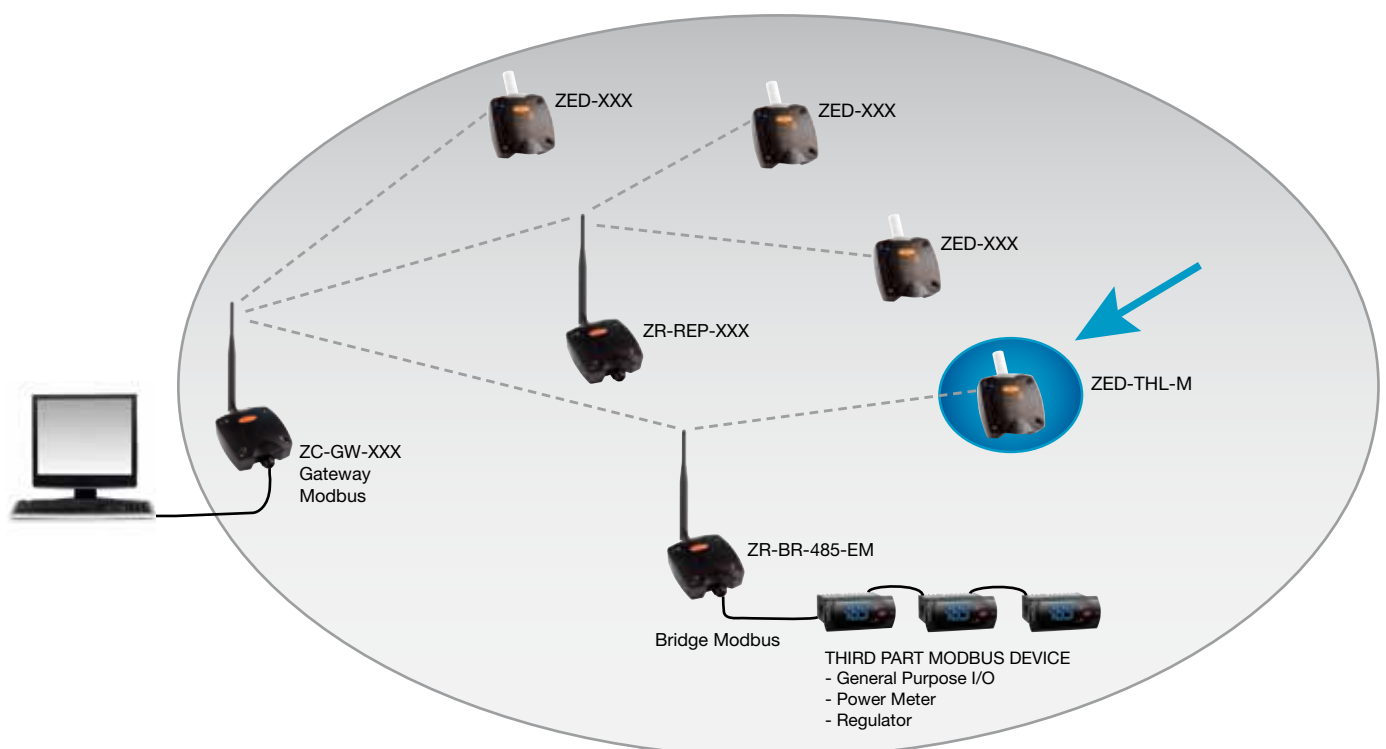 ZED-XXX
ZED-XXX
ZED-XXX
ZR-REP-XXX
ZED-THL-M
ZC-GW-XXX
Gateway
Modbus
ZR-BR-485-EM
Bridge Modbus
THIRD PART MODBUS DEVICE
- General Purpose I/O
- Power Meter
- Regulator